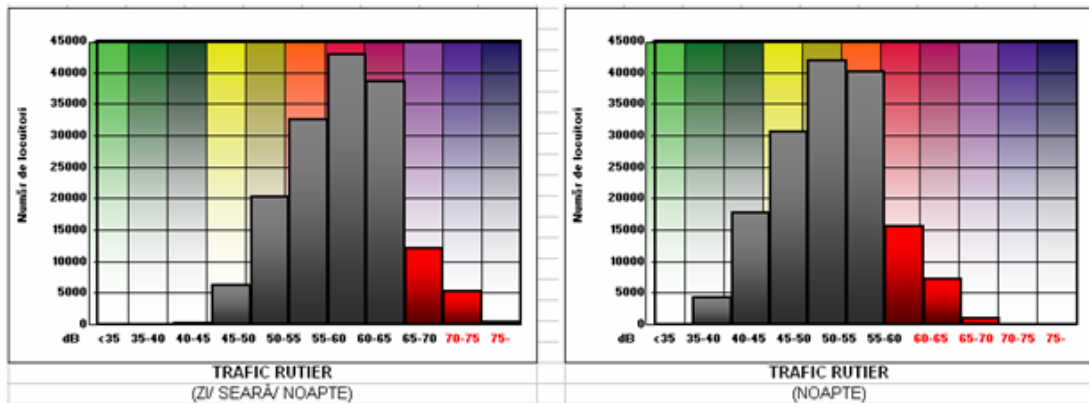 45000
40000
35000
30000
25000
20000
15000
10000
5000
0
Număr de locuitori
dB <35 35-40 40-45 45-50 50-55 55-60 60-65 65-70 70-75 75-
TRAFIC RUTIER
(ZI/ SEARĂ/ NOAPTE)
45000
40000
35000
30000
25000
20000
15000
10000
5000
0
Număr de locuitori
dB <35 35-40 40-45 45-50 50-55 55-60 60-65 65-70 70-75 75-
TRAFIC RUTIER
(NOAPTE)